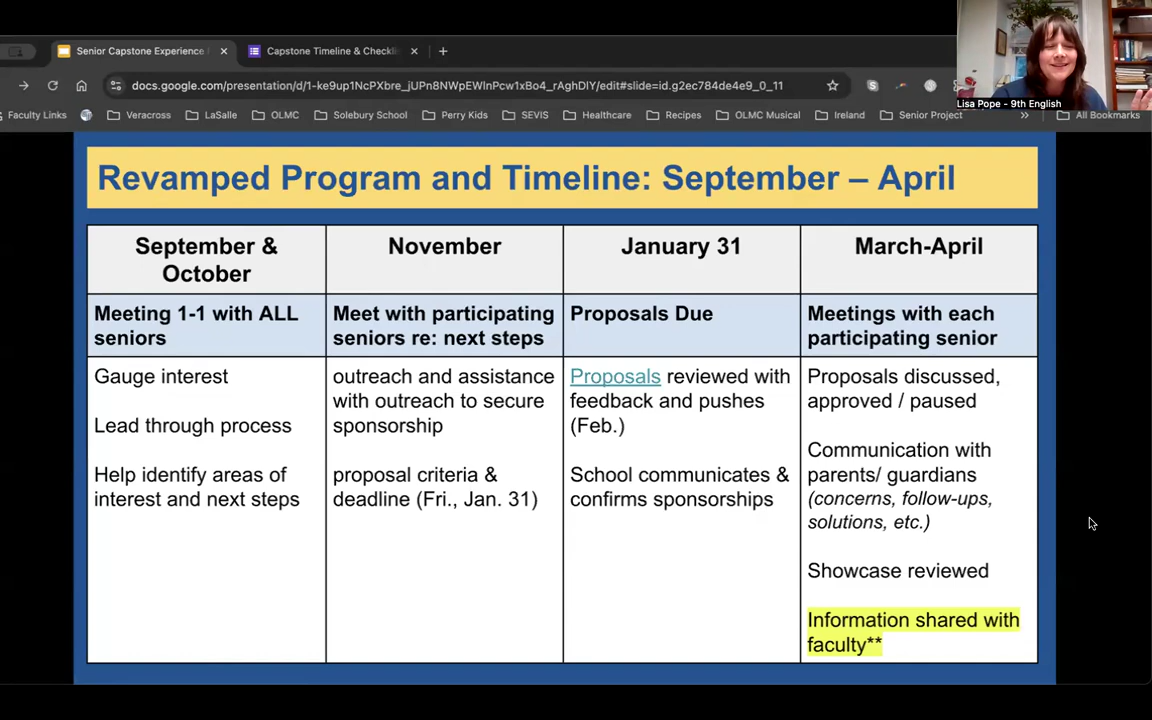 Senior Capstone Experience
Capstone Timeline & Checkli
docs.google.com/presentation/d/1-ke9up1NcPXbre_jUPn8NWpEWlnPcw1xBo4_rAghDIY/edit#slide=id.g2ec784de4e9_0_11
Lisa Pope - 9th English
Faculty Links
Veracross
LaSalle
OLMC
Solebury School
Perry Kids
SEVIS
Healthcare
Recipes
OLMC Musical
Ireland
Senior Project
All Bookmarks
Revamped Program and Timeline: September – April
September &
October
November
January 31
March-April
Meeting 1-1 with ALL
seniors
Meet with participating
seniors re: next steps
Proposals Due
Meetings with each
participating senior
Gauge interest
Lead through process
Help identify areas of
interest and next steps
outreach and assistance
with outreach to secure
sponsorship
proposal criteria &
deadline (Fri., Jan. 31)
Proposals reviewed with
feedback and pushes
(Feb.)
School communicates &
confirms sponsorships
Proposals discussed,
approved / paused
Communication with
parents/ guardians
(concerns, follow-ups,
solutions, etc.)
Showcase reviewed
Information shared with
faculty**